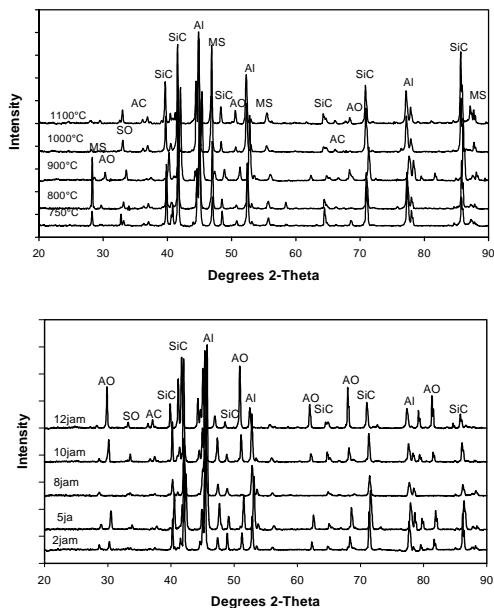 Al
SiC MS SiC
SiC Al
SiC SiC Al
AC AO MS SiC AO MS
1100°C
SO AC
1000°C
MS AO
900°C
800°C
750°C
Intensity
20 30 40 50 60 70 80 90
Degrees 2-Theta
Al
SiC
AO AO AO AO
SiC Al AO SiC Al
SO AC SiC SiC SiC
12jam
10jam
8jam
5ja
2jam
Intensity
20 30 40 50 60 70 80 90
Degrees 2-Theta